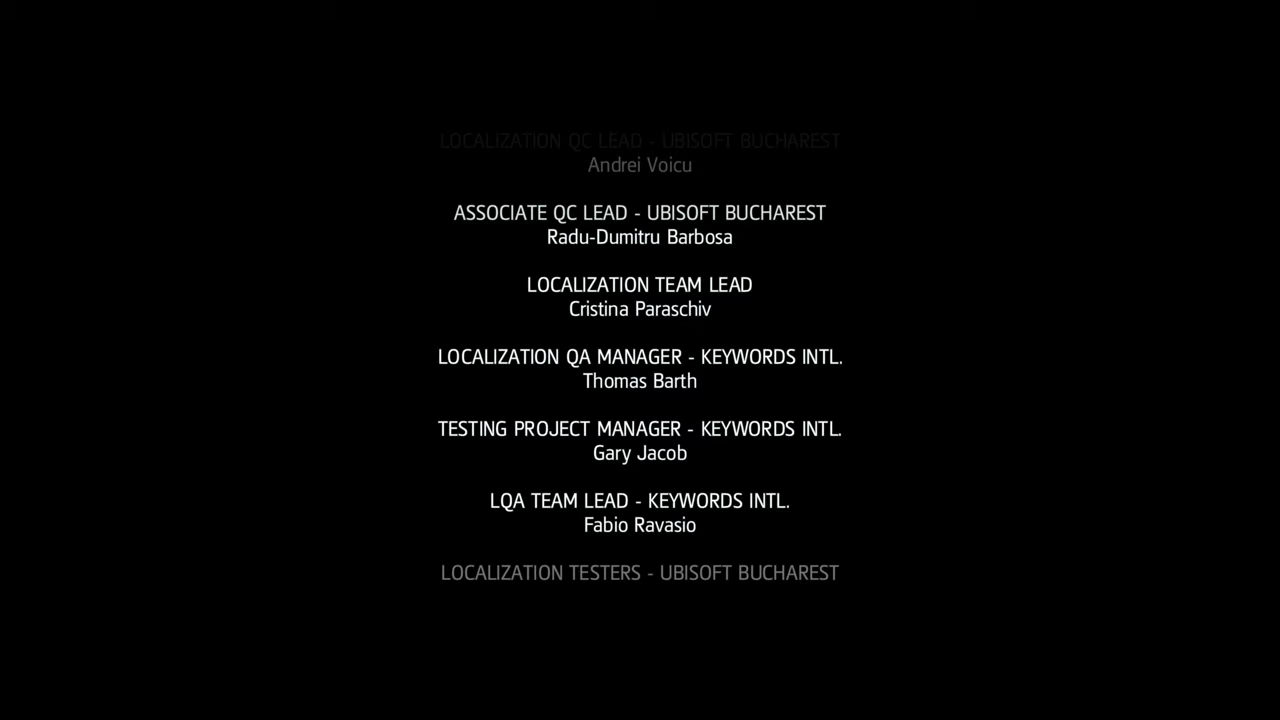 LOCALIZATION QC LEAD - UBISOFT BUCHAREST
Andrei Voicu
ASSOCIATE QC LEAD - UBISOFT BUCHAREST
Radu-Dumitru Barbosa
LOCALIZATION TEAM LEAD
Cristina Paraschiv
LOCALIZATION QA MANAGER - KEYWORDS INTL.
Thomas Barth
TESTING PROJECT MANAGER - KEYWORDS INTL.
Gary Jacob
LQA TEAM LEAD - KEYWORDS INTL.
Fabio Ravasio
LOCALIZATION TESTERS - UBISOFT BUCHAREST